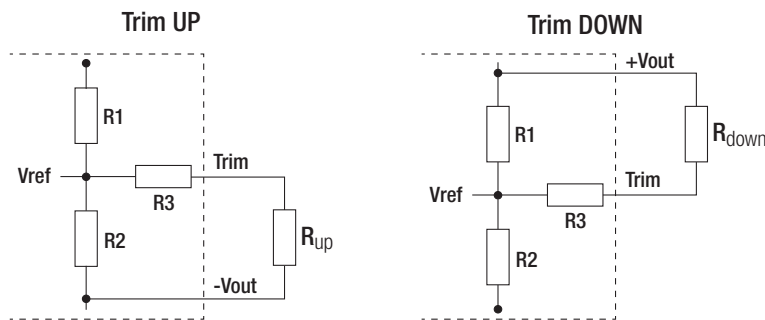 Trim UP
R1
Vref
Trim
R3
R2
Rup
-Vout
Trim DOWN
+Vout
R1
Rdown
Vref
Trim
R3
R2